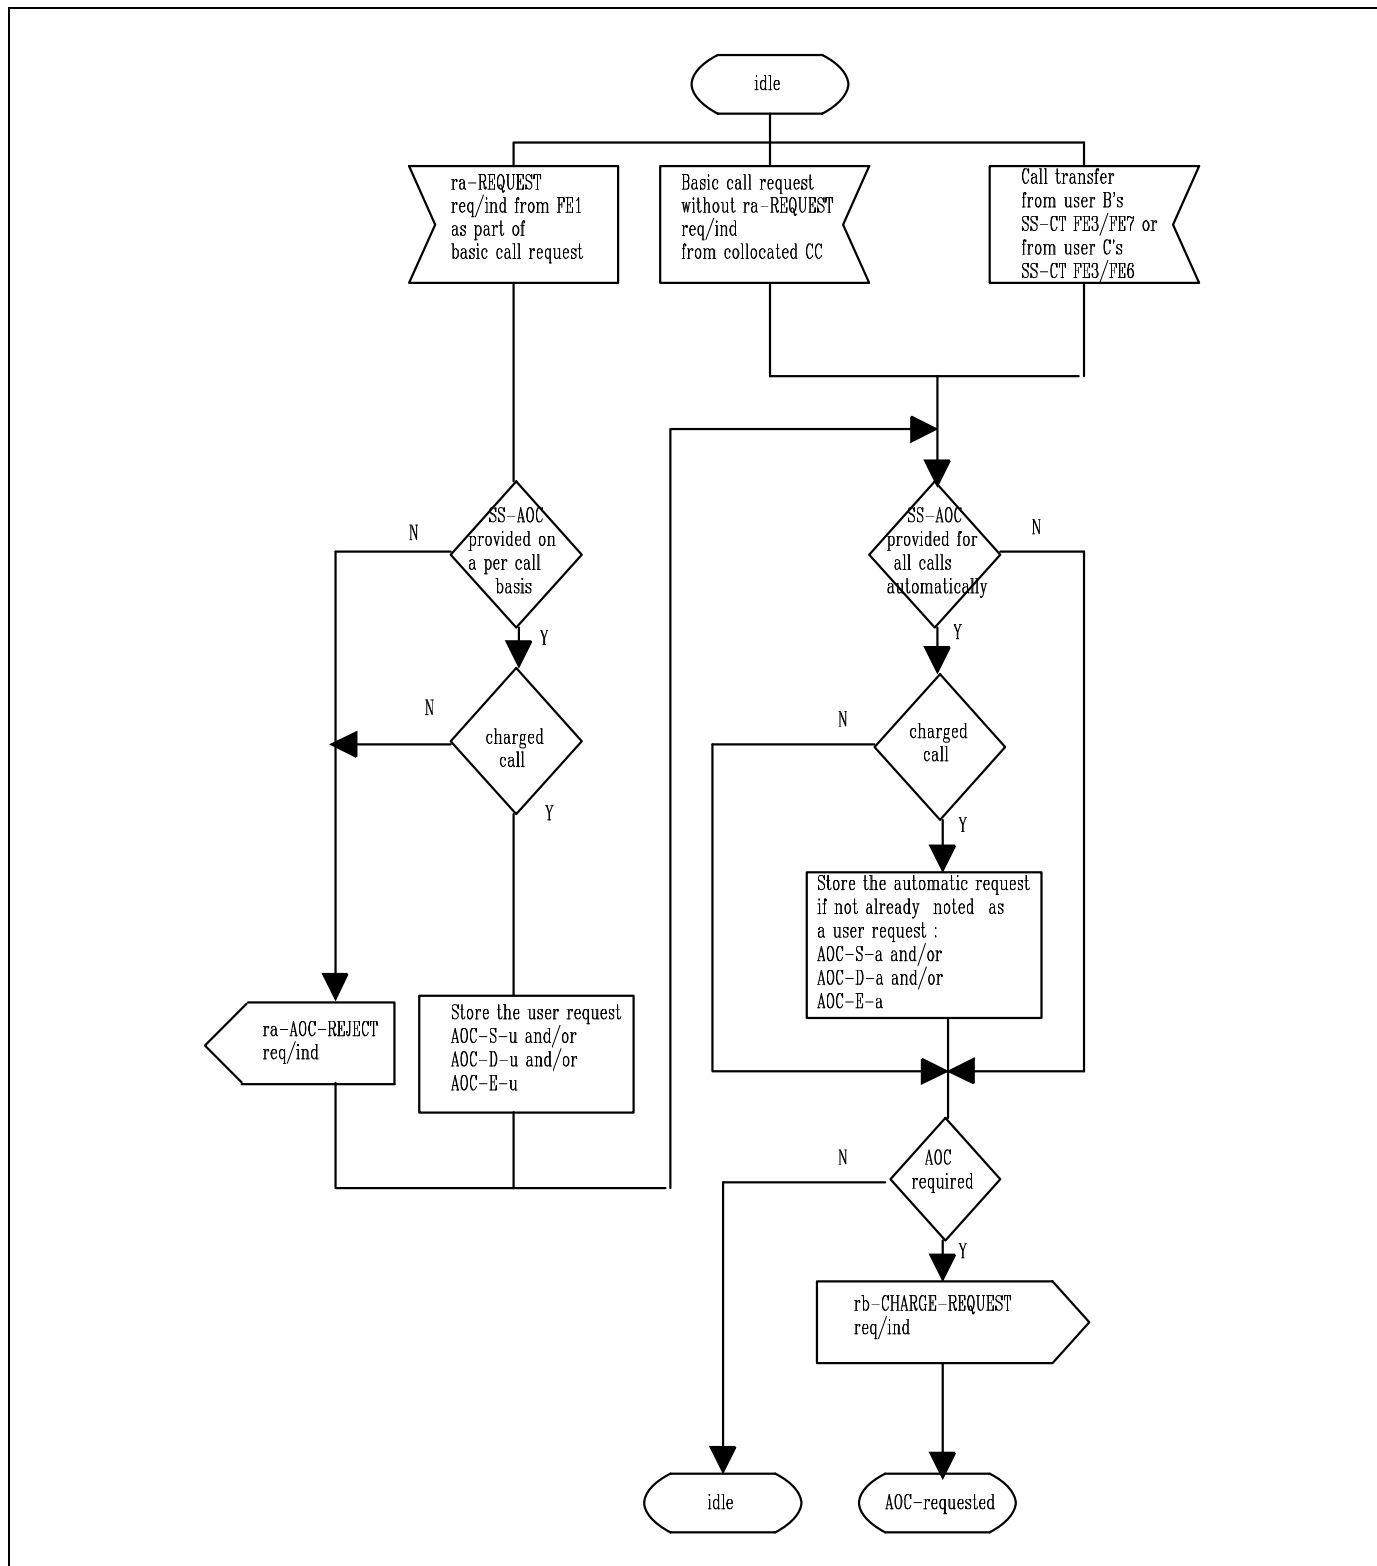 idle
ra-REQUEST
req/ind from FE1
as part of
basic call request
Basic call request
without ra-REQUEST
req/ind
from collocated CC
Call transfer
from user B's
SS-CT FE3/FE7 or
from user C's
SS-CT FE3/FE6
N
SS-AOC
provided on
a per call
basis
Y
SS-AOC
provided for
all calls
automatically
N
Y
N
charged
call
Y
N
charged
call
Y
Store the automatic request
if not already noted as
a user request :
AOC-S-a and/or
AOC-D-a and/or
AOC-E-a
ra-AOC-REJECT
req/ind
Store the user request
AOC-S-u and/or
AOC-D-u and/or
AOC-E-u
N
AOC
required
Y
rb-CHARGE-REQUEST
req/ind
idle
AOC-requested